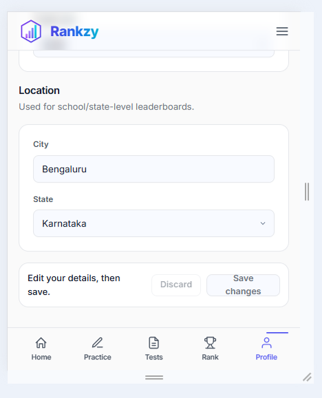 Rankzy
Location
Used for school/state-level leaderboards.
City
Bengaluru
State
Karnataka
Edit your details, then
save.
Discard
Save
changes
Home
Practice
Tests
Rank
Profile